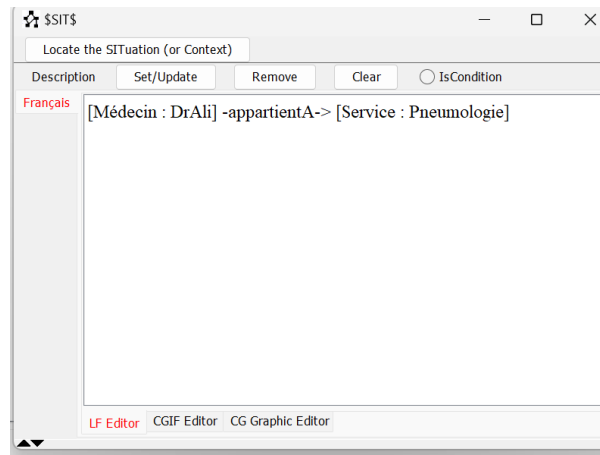 $SIT$
Locate the SITuation (or Context)
Description Set/Update Remove Clear IsCondition
Français
[Médecin : DrAli] -appartientA-> [Service : Pneumologie]
LF Editor CGIF Editor CG Graphic Editor